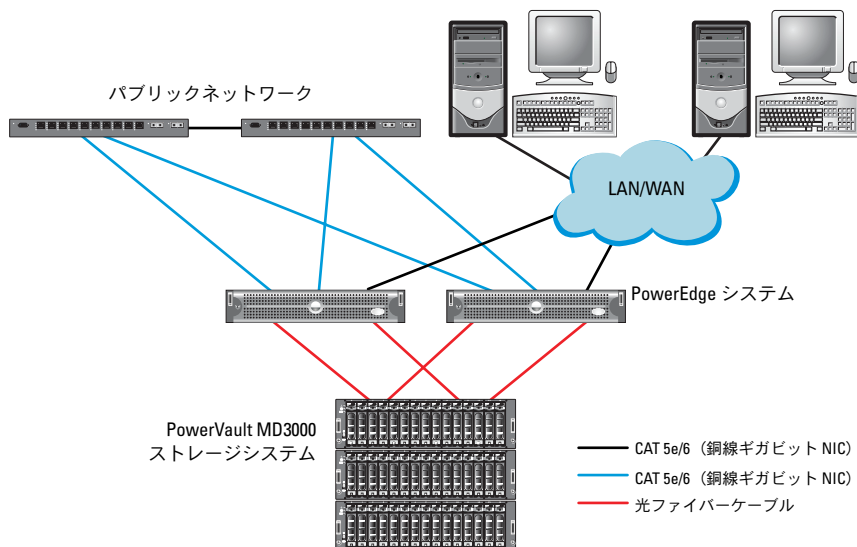 パブリックネットワーク
LAN/WAN
PowerEdge システム
PowerVault MD3000
ストレージシステム
CAT 5e/6（銅線ギガビット NIC）
CAT 5e/6（銅線ギガビット NIC）
光ファイバーケーブル